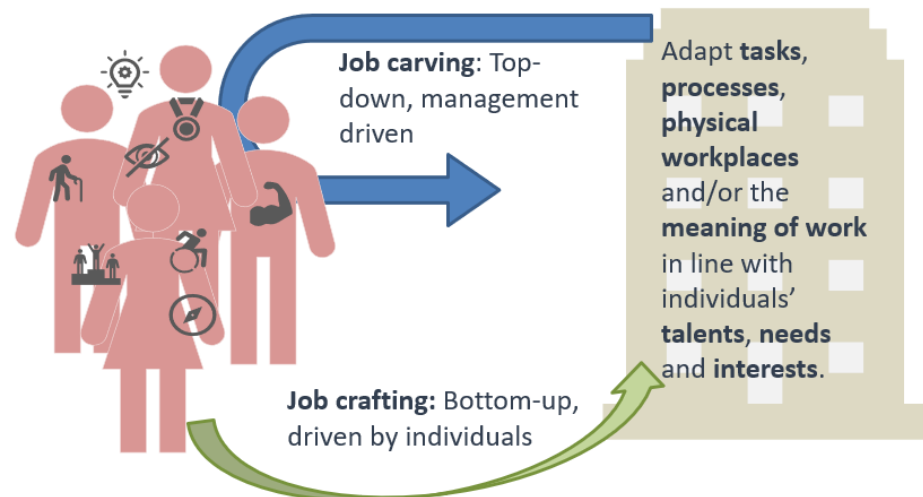 Job carving: Top-
down, management
driven
Adapt tasks,
processes,
physical
workplaces
and/or the
meaning of work
in line with
individuals’
talents, needs
and interests.
Job crafting: Bottom-up,
driven by individuals